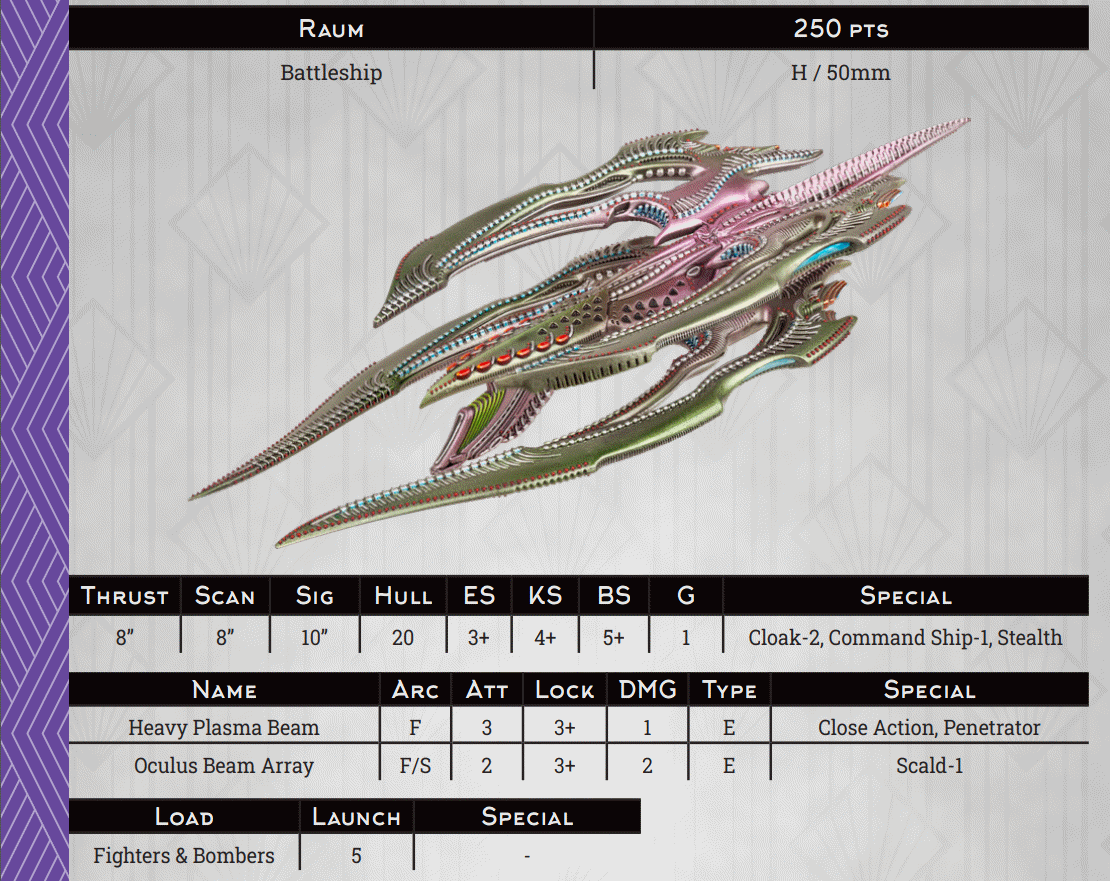 Raum 250 pts
Battleship H / 50mm
Thrust Scan Sig Hull ES KS BS G Special
8” 8” 10” 20 3+ 4+ 5+ 1 Cloak-2, Command Ship-1, Stealth
Name Arc Att Lock DMG Type Special
Heavy Plasma Beam F 3 3+ 1 E Close Action, Penetrator
Oculus Beam Array F/S 2 3+ 2 E Scald-1
Load Launch Special
Fighters & Bombers 5 -